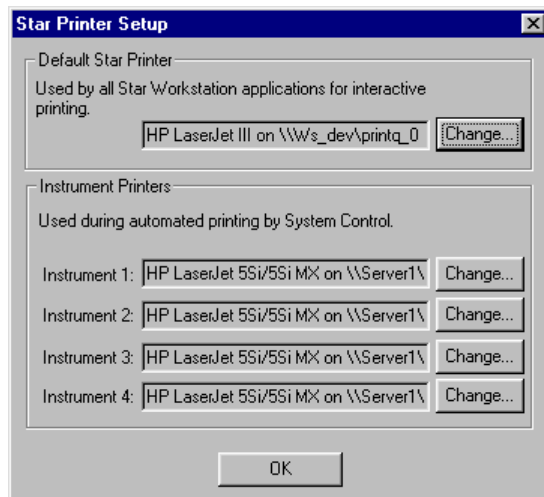 Star Printer Setup
Default Star Printer
Used by all Star Workstation applications for interactive
printing.
HP LaserJet III on \\Ws_dev\printq_0 Change...
Instrument Printers
Used during automated printing by System Control.
Instrument 1: HP LaserJet 5Si/5Si MX on \\Server1\ Change...
Instrument 2: HP LaserJet 5Si/5Si MX on \\Server1\ Change...
Instrument 3: HP LaserJet 5Si/5Si MX on \\Server1\ Change...
Instrument 4: HP LaserJet 5Si/5Si MX on \\Server1\ Change...
OK